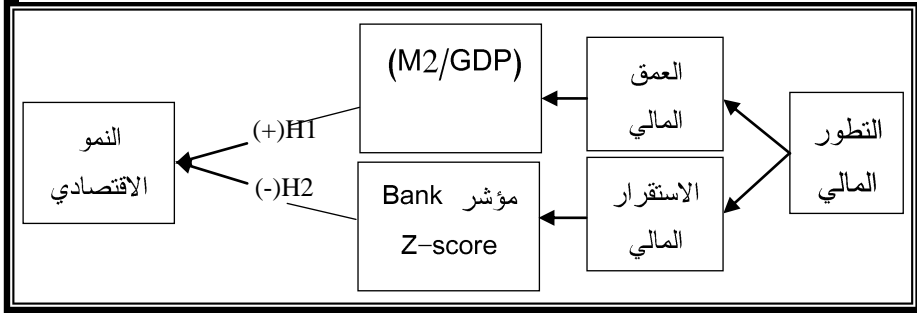 التطور
المالي
العمق
المالي
الاستقرار
المالي
(M2/GDP)
مؤشر Bank
Z-score
(+)H1
(-)H2
النمو
الاقتصادي